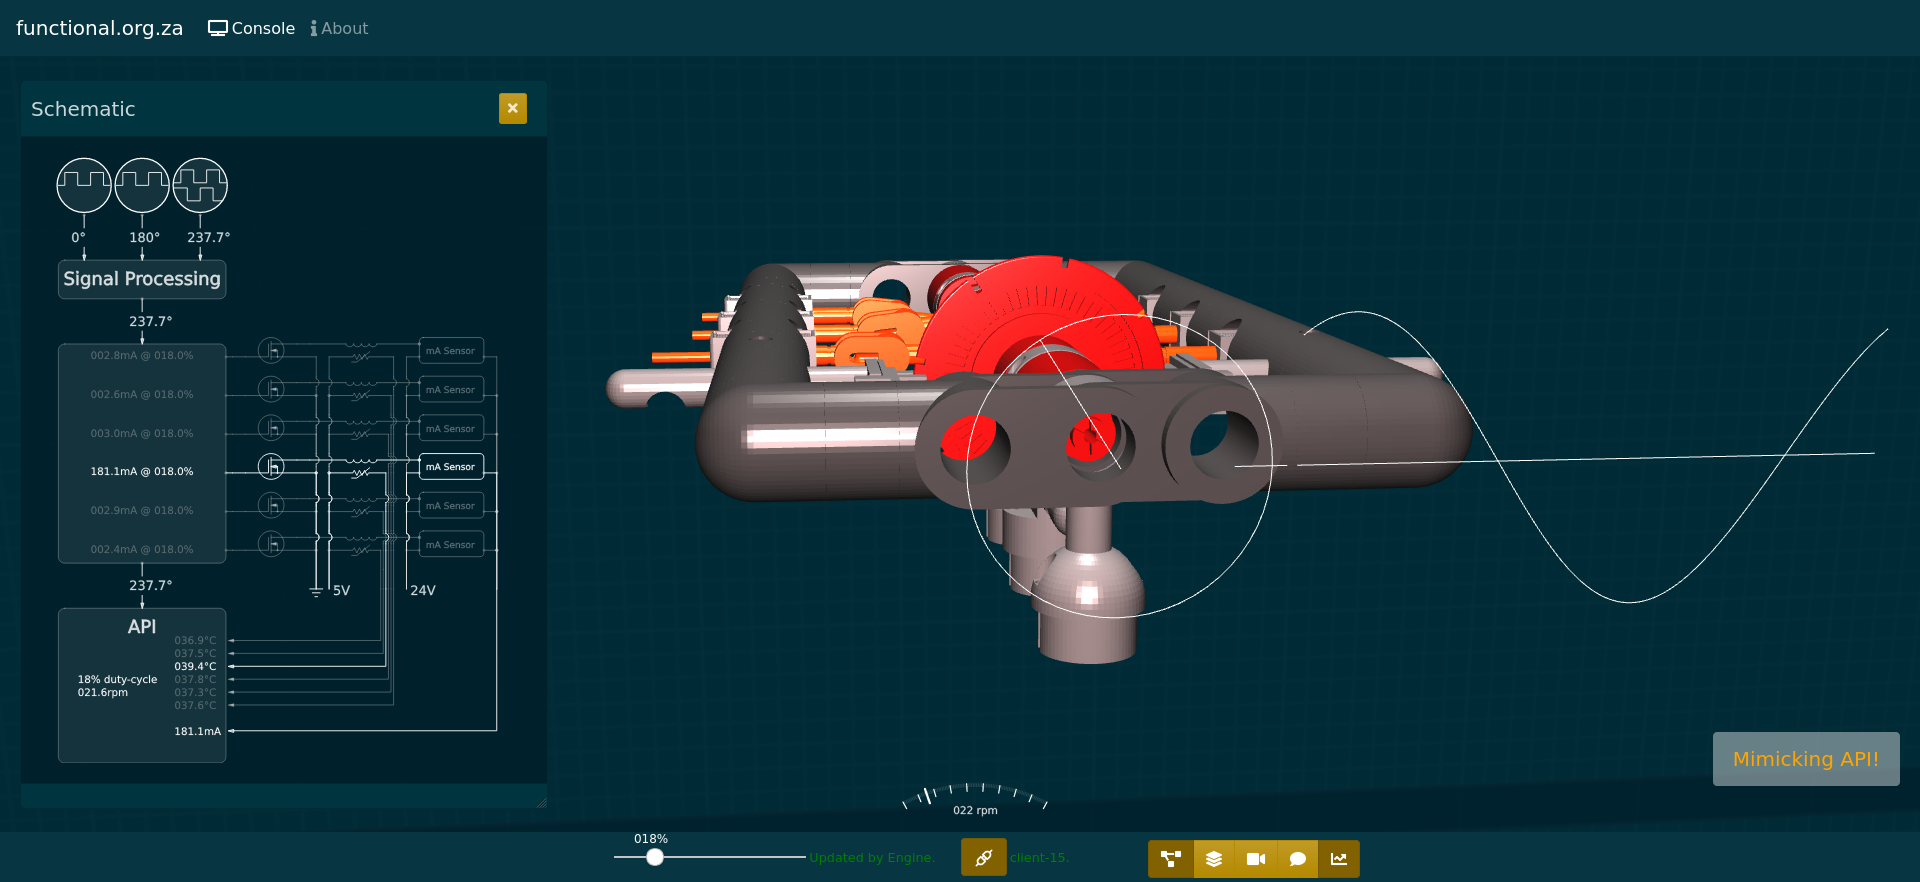 functional.org.za Console About
Schematic
0° 180° 237.7°
Signal Processing
237.7°
002.8mA @ 018.0% mA Sensor
002.6mA @ 018.0% mA Sensor
003.0mA @ 018.0% mA Sensor
181.1mA @ 018.0% mA Sensor
002.9mA @ 018.0% mA Sensor
002.4mA @ 018.0% mA Sensor
237.7° 5V 24V
API
036.9°C
037.5°C
039.4°C
18% duty-cycle 037.8°C
021.6rpm 037.3°C
037.6°C
181.1mA
Mimicking API!
022 rpm
018%
Updated by Engine. client-15.